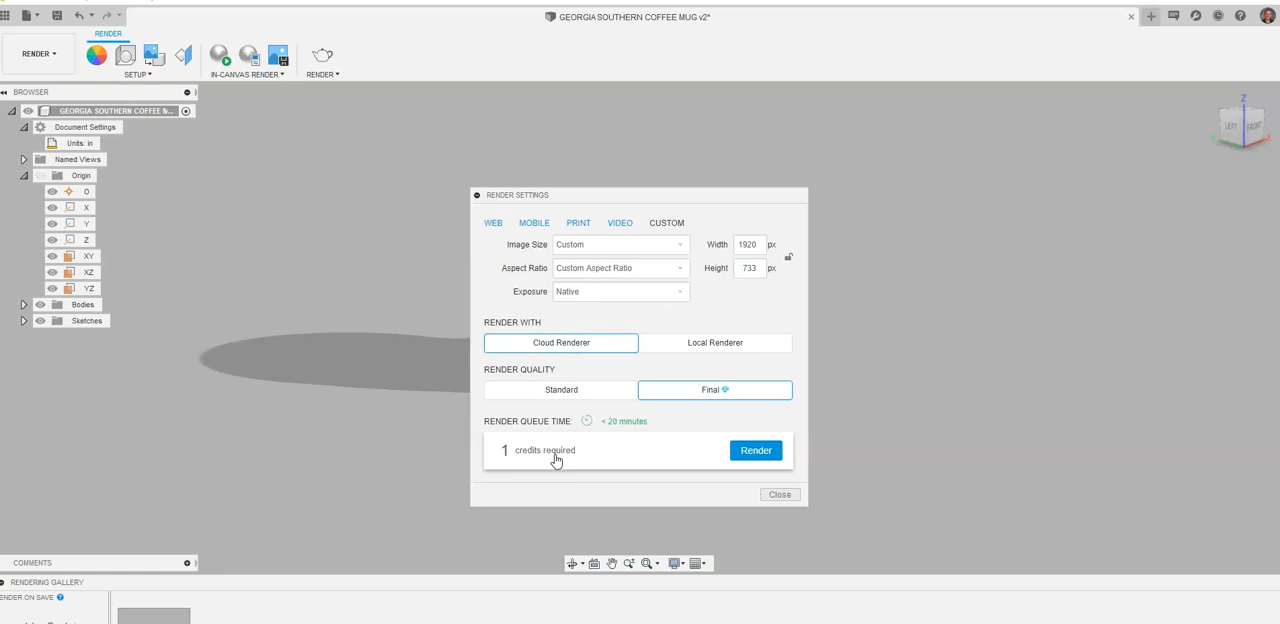 GEORGIA SOUTHERN COFFEE MUG v2*
RENDER
RENDER
SETUP
IN-CANVAS RENDER
RENDER
BROWSER
GEORGIA SOUTHERN COFFEE M...
Document Settings
Units: in
Named Views
Origin
O
X
Y
Z
XY
XZ
YZ
Bodies
Sketches
Z
LEFT FRONT
RENDER SETTINGS
WEB MOBILE PRINT VIDEO CUSTOM
Image Size Custom Width 1920 px
Aspect Ratio Custom Aspect Ratio Height 733 px
Exposure Native
RENDER WITH
Cloud Renderer Local Renderer
RENDER QUALITY
Standard Final
RENDER QUEUE TIME: < 20 minutes
1 credits required Render
Close
COMMENTS
RENDERING GALLERY
ENDER ON SAVE